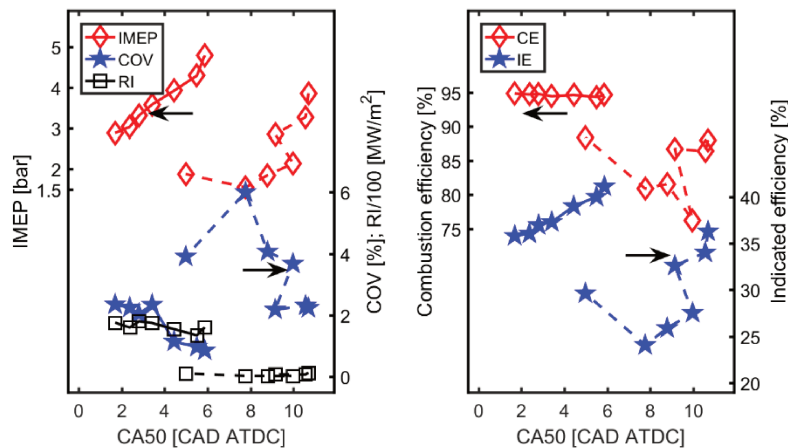 IMEP
COV
RI
5
4
3
2
1.5
IMEP [bar]
6
4
2
0
COV [%]; RI/100 [MW/m²]
0 2 4 6 8 10
CA50 [CAD ATDC]
CE
IE
95
90
85
80
75
Combustion efficiency [%]
40
35
30
25
20
Indicated efficiency [%]
0 2 4 6 8 10
CA50 [CAD ATDC]